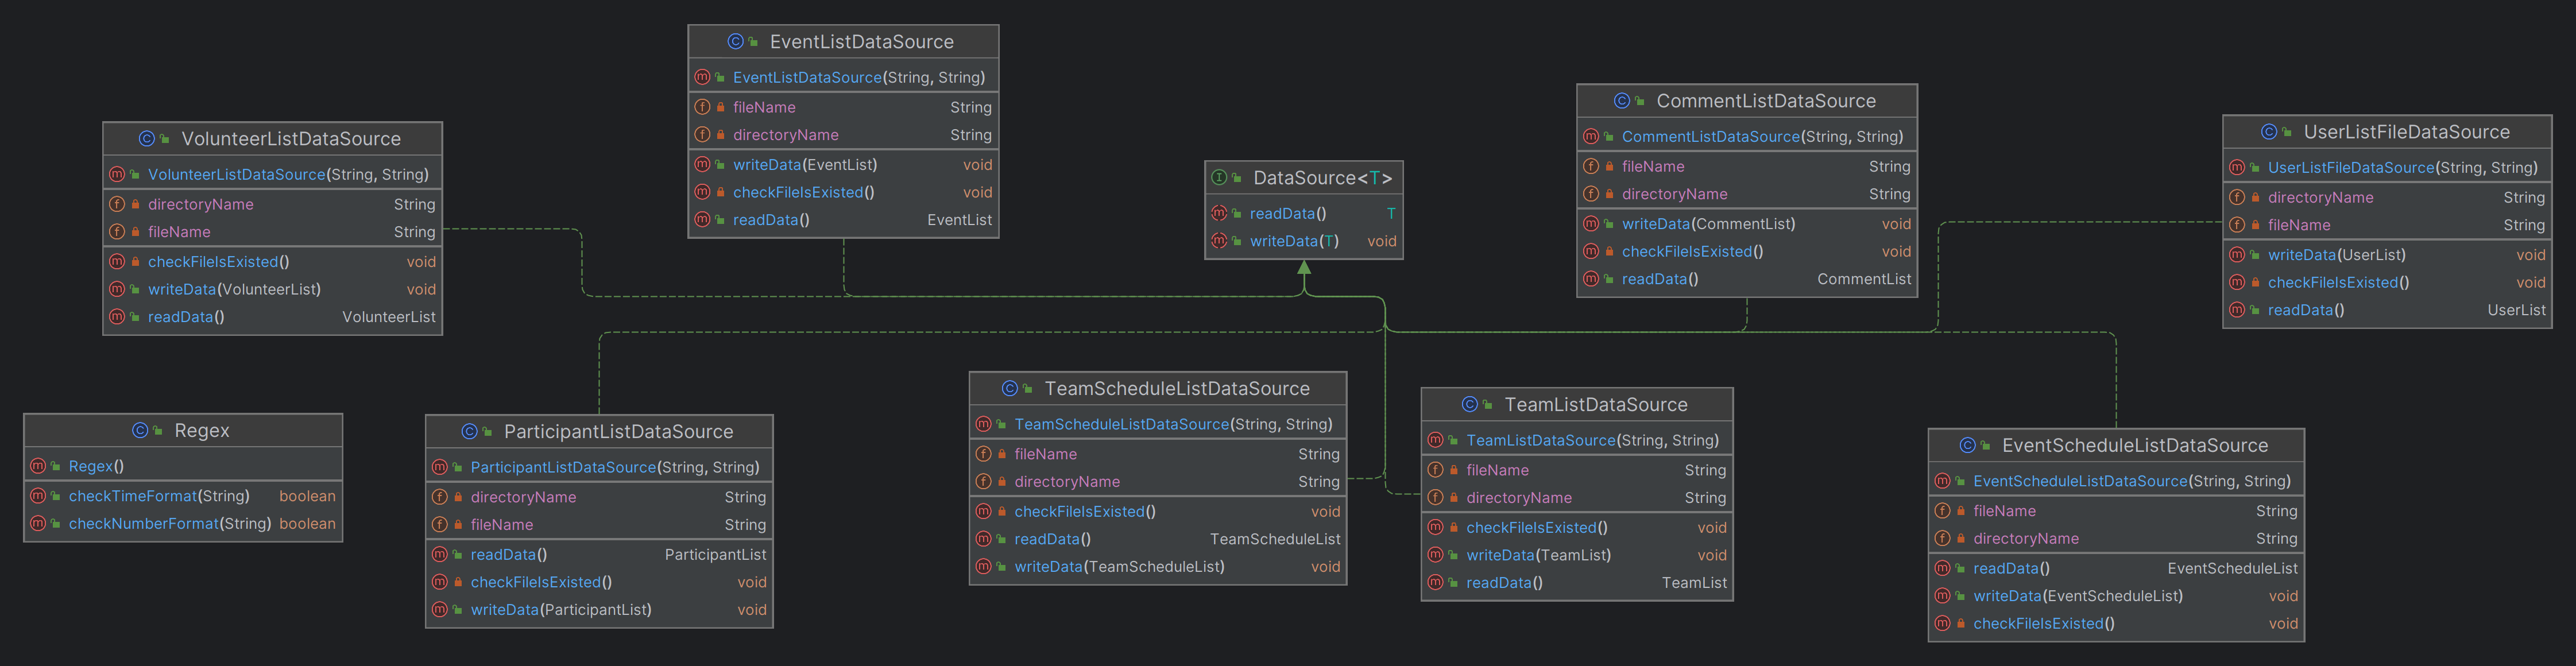 EventListDataSource
EventListDataSource(String, String)
fileName String
directoryName String
writeData(EventList) void
checkFileIsExisted() void
readData() EventList
CommentListDataSource
CommentListDataSource(String, String)
fileName String
directoryName String
writeData(CommentList) void
checkFileIsExisted() void
readData() CommentList
UserListFileDataSource
UserListFileDataSource(String, String)
directoryName String
fileName String
writeData(UserList) void
checkFileIsExisted() void
readData() UserList
VolunteerListDataSource
VolunteerListDataSource(String, String)
directoryName String
fileName String
checkFileIsExisted() void
writeData(VolunteerList) void
readData() VolunteerList
DataSource<T>
readData() T
writeData(T) void
TeamScheduleListDataSource
TeamScheduleListDataSource(String, String)
fileName String
directoryName String
checkFileIsExisted() void
readData() TeamScheduleList
writeData(TeamScheduleList) void
TeamListDataSource
TeamListDataSource(String, String)
fileName String
directoryName String
checkFileIsExisted() void
writeData(TeamList) void
readData() TeamList
Regex
Regex()
checkTimeFormat(String) boolean
checkNumberFormat(String) boolean
ParticipantListDataSource
ParticipantListDataSource(String, String)
directoryName String
fileName String
readData() ParticipantList
checkFileIsExisted() void
writeData(ParticipantList) void
EventScheduleListDataSource
EventScheduleListDataSource(String, String)
fileName String
directoryName String
readData() EventScheduleList
writeData(EventScheduleList) void
checkFileIsExisted() void